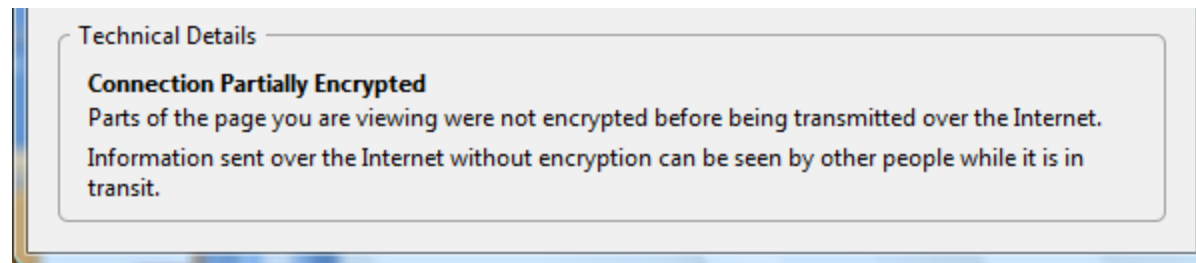 Technical Details
Connection Partially Encrypted
Parts of the page you are viewing were not encrypted before being transmitted over the Internet.
Information sent over the Internet without encryption can be seen by other people while it is in
transit.